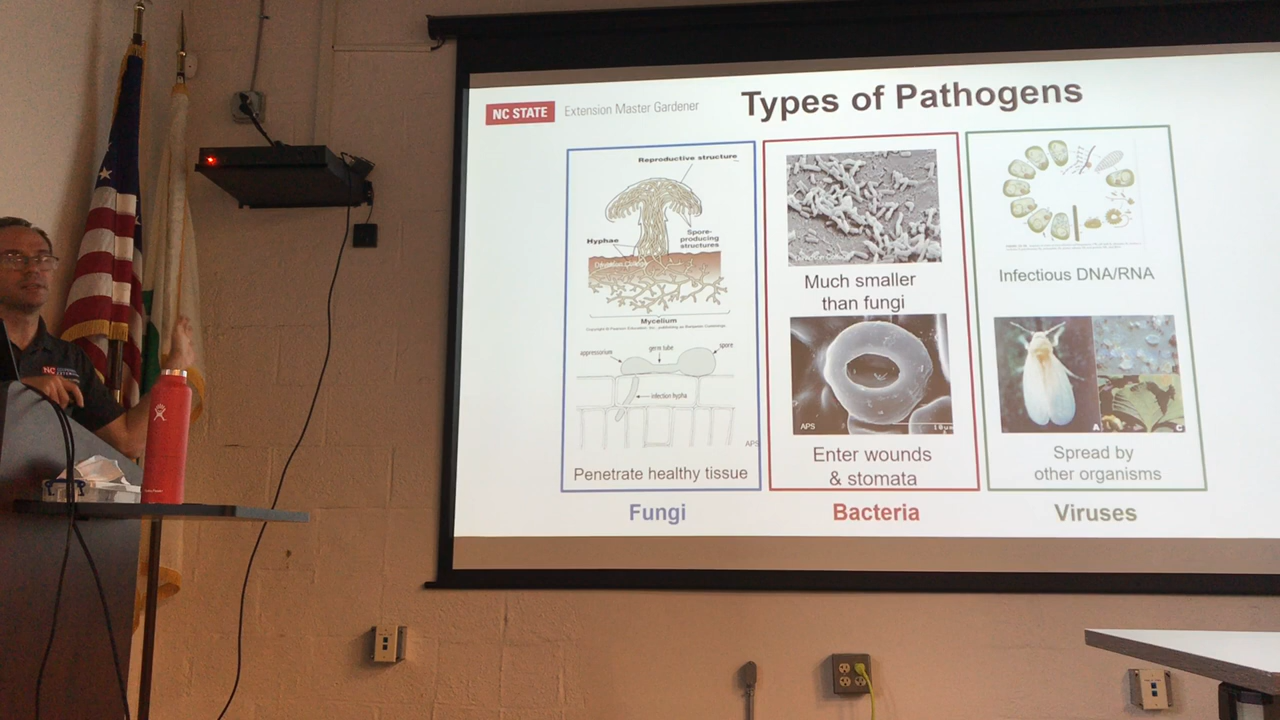 NC STATE
Extension Master Gardener
Types of Pathogens
Reproductive structure
Hyphae
Spore-
producing
structures
Mycelium
appressorium
germ tube
spore
infection hypha
APS
Penetrate healthy tissue
Fungi
Much smaller
than fungi
APS
Enter wounds
& stomata
Bacteria
Infectious DNA/RNA
A
C
Spread by
other organisms
Viruses
NC